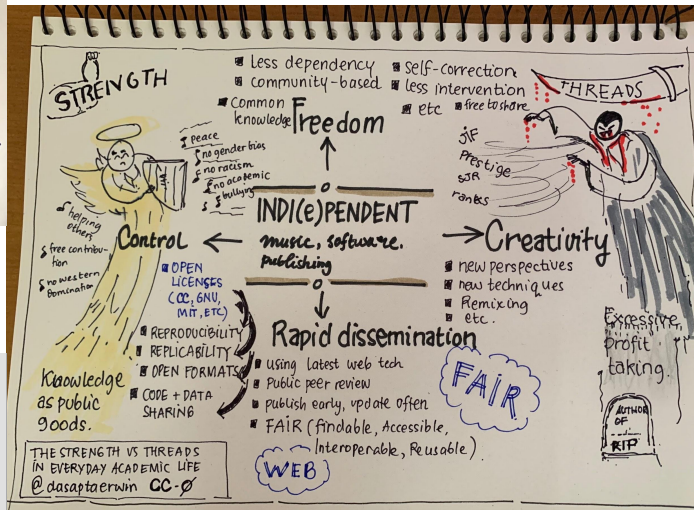 STRENGTH
Less dependency
community-based
Common
knowledge
Freedom
self-correction
less intervention
etc
free to share
THREADS
peace
no gender bias
no racism
no academic
bullying
helping
others
free contribu-
tion
no western
domination
INDI(e)PENDENT
music, software,
publishing
Control
OPEN
LICENSES
(CC, GNU,
MIT, ETC)
REPRODUCIBILITY
REPLICABILITY
OPEN FORMATS
CODE + DATA
SHARING
Creativity
new perspectives
new techniques
Remixing
etc.
jIF
Prestige
SJR
ranks
Rapid dissemination
using latest web tech
Public peer review
publish early, update often
FAIR (findable, Accessible,
Interoperable, Reusable)
FAIR
WEB
Knowledge
as public
goods.
Excessive
profit
taking.
AUTHOR
OF
RIP
THE STRENGTH VS THREADS
IN EVERYDAY ACADEMIC LIFE
@dasaptaerwin CC-Ø